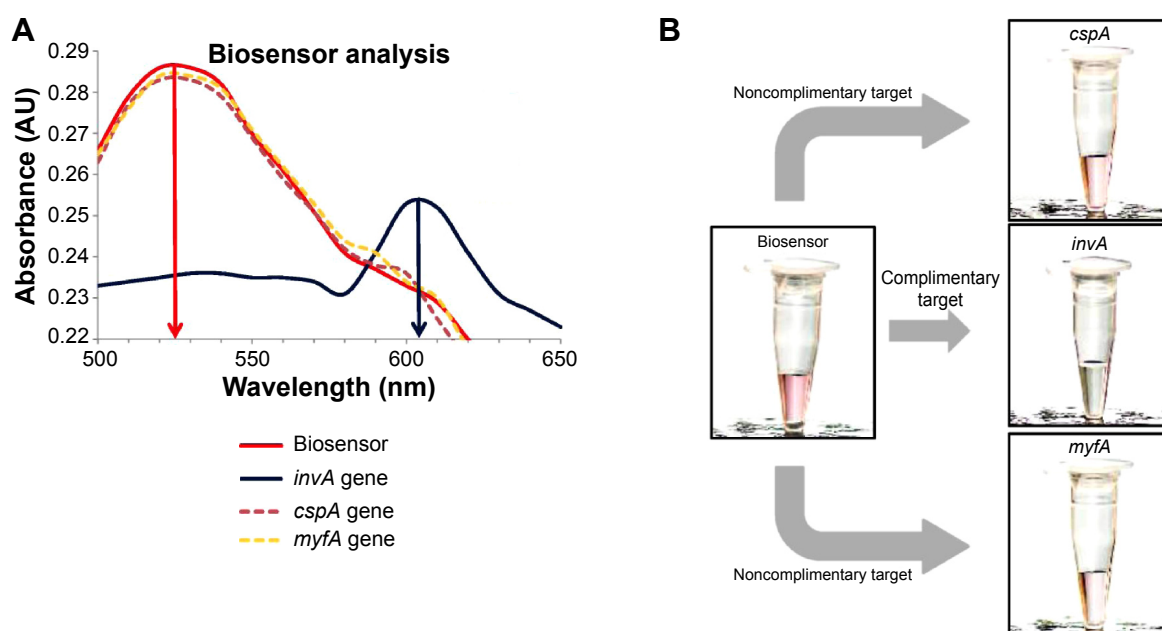 A
Biosensor analysis
Absorbance (AU)
0.29
0.28
0.27
0.26
0.25
0.24
0.23
0.22
500
550
600
650
Wavelength (nm)
Biosensor
invA gene
cspA gene
myfA gene
B
cspA
Noncomplimentary target
Biosensor
Complimentary
target
invA
myfA
Noncomplimentary target